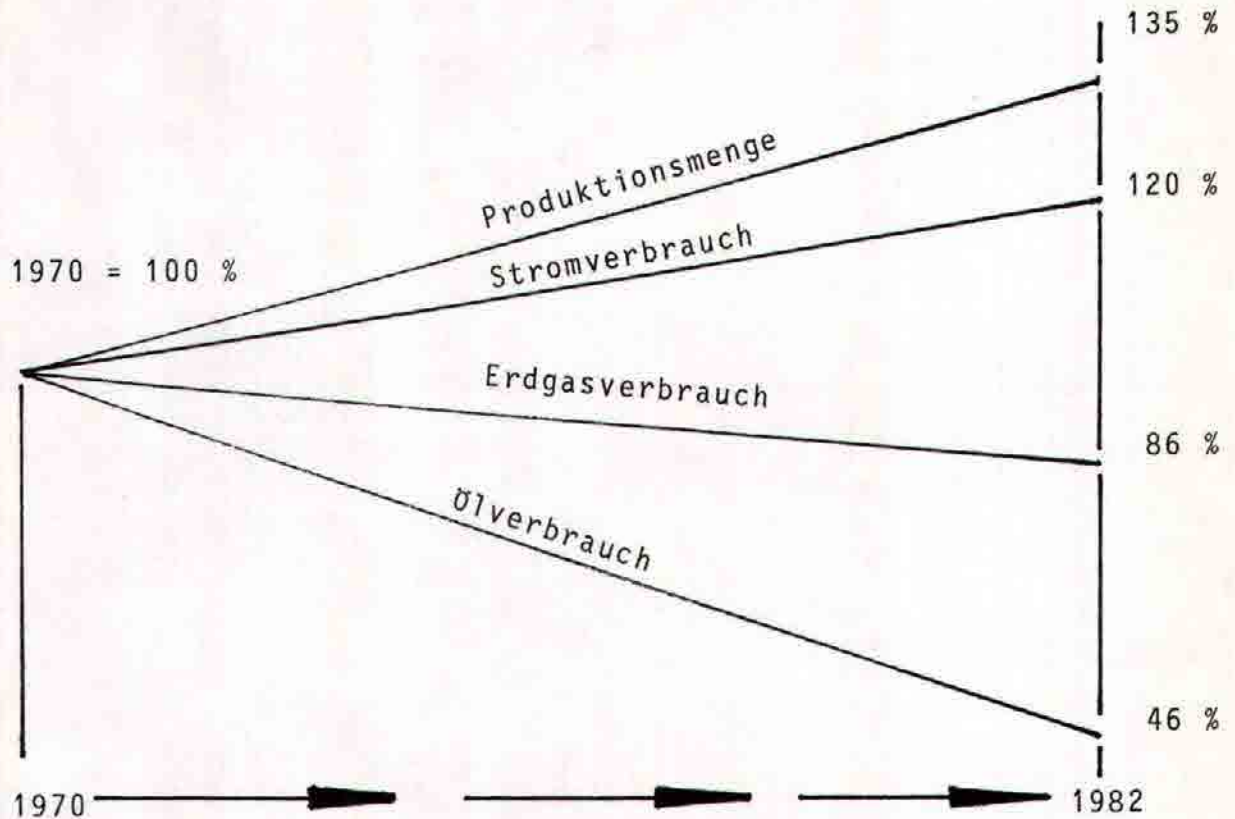 135 %
Produktionsmenge
120 %
Stromverbrauch
1970 = 100 %
Erdgasverbrauch
86 %
Ölverbrauch
46 %
1970
1982